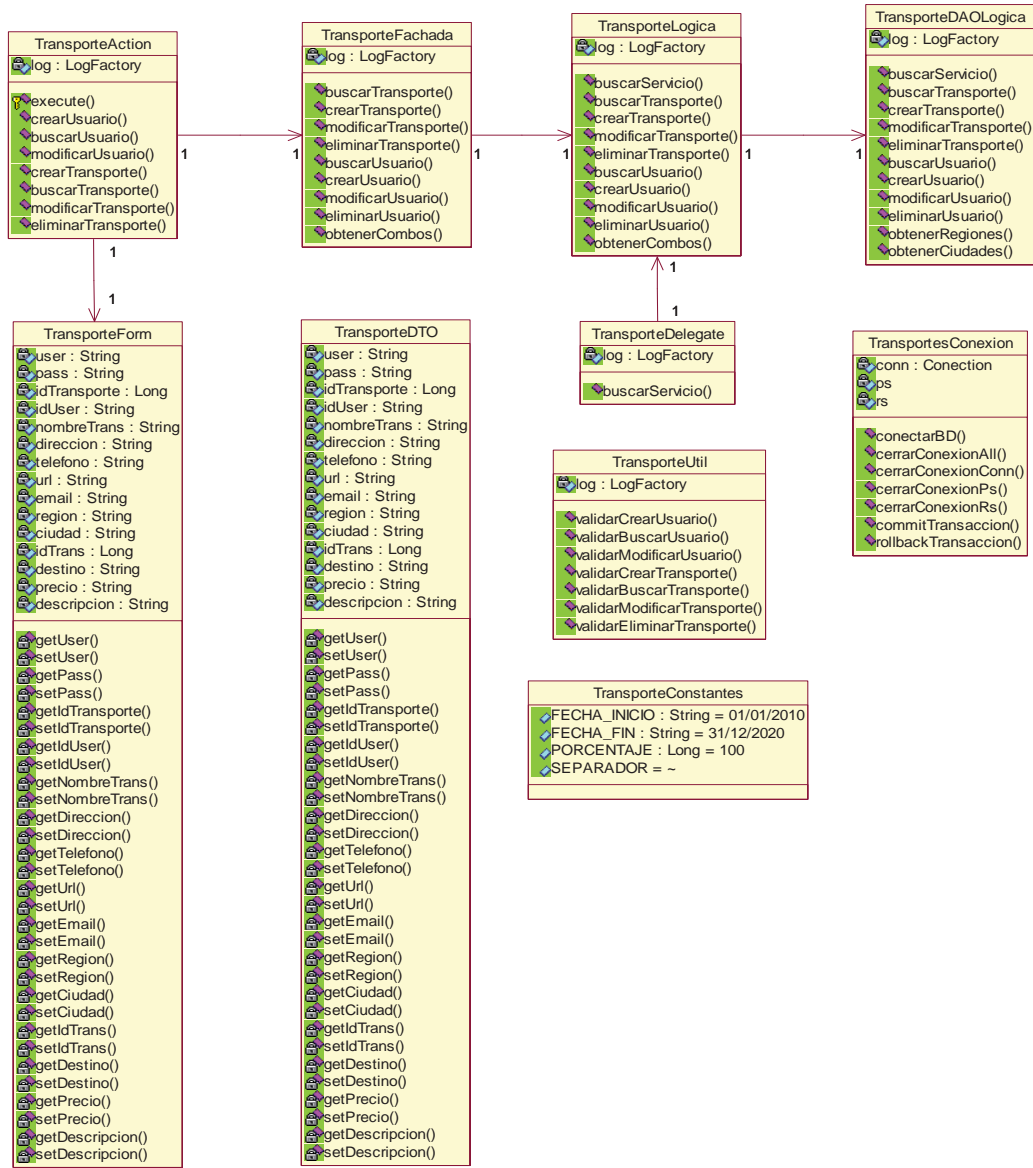 TransporteAction
log : LogFactory
execute()
crearUsuario()
buscarUsuario()
modificarUsuario()
crearTransporte()
buscarTransporte()
modificarTransporte()
eliminarTransporte()
1
1
1
1
TransporteFachada
log : LogFactory
buscarTransporte()
crearTransporte()
modificarTransporte()
eliminarTransporte()
buscarUsuario()
crearUsuario()
modificarUsuario()
eliminarUsuario()
obtenerCombos()
1
1
TransporteLogica
log : LogFactory
buscarServicio()
buscarTransporte()
crearTransporte()
modificarTransporte()
eliminarTransporte()
buscarUsuario()
crearUsuario()
modificarUsuario()
eliminarUsuario()
obtenerCombos()
1
1
TransporteDAOLogica
log : LogFactory
buscarServicio()
buscarTransporte()
crearTransporte()
modificarTransporte()
eliminarTransporte()
buscarUsuario()
crearUsuario()
modificarUsuario()
eliminarUsuario()
obtenerRegiones()
obtenerCiudades()
1
1
TransporteForm
user : String
pass : String
idTransporte : Long
idUser : String
nombreTrans : String
direccion : String
telefono : String
url : String
email : String
region : String
ciudad : String
idTrans : Long
destino : String
precio : String
descripcion : String
getUser()
setUser()
getPass()
setPass()
getIdTransporte()
setIdTransporte()
getIdUser()
setIdUser()
getNombreTrans()
setNombreTrans()
getDireccion()
setDireccion()
getTelefono()
setTelefono()
getUrl()
setUrl()
getEmail()
setEmail()
getRegion()
setRegion()
getCiudad()
setCiudad()
getIdTrans()
setIdTrans()
getDestino()
setDestino()
getPrecio()
setPrecio()
getDescripcion()
setDescripcion()
TransporteDTO
user : String
pass : String
idTransporte : Long
idUser : String
nombreTrans : String
direccion : String
telefono : String
url : String
email : String
region : String
ciudad : String
idTrans : Long
destino : String
precio : String
descripcion : String
getUser()
setUser()
getPass()
setPass()
getIdTransporte()
setIdTransporte()
getIdUser()
setIdUser()
getNombreTrans()
setNombreTrans()
getDireccion()
setDireccion()
getTelefono()
setTelefono()
getUrl()
setUrl()
getEmail()
setEmail()
getRegion()
setRegion()
getCiudad()
setCiudad()
getIdTrans()
setIdTrans()
getDestino()
setDestino()
getPrecio()
setPrecio()
getDescripcion()
setDescripcion()
TransporteDelegate
log : LogFactory
buscarServicio()
TransportesConexion
conn : Conection
ps
rs
conectarBD()
cerrarConexionAll()
cerrarConexionConn()
cerrarConexionPs()
cerrarConexionRs()
commitTransaccion()
rollbackTransaccion()
TransporteUtil
log : LogFactory
validarCrearUsuario()
validarBuscarUsuario()
validarModificarUsuario()
validarCrearTransporte()
validarBuscarTransporte()
validarModificarTransporte()
validarEliminarTransporte()
TransporteConstantes
FECHA_INICIO : String = 01/01/2010
FECHA_FIN : String = 31/12/2020
PORCENTAJE : Long = 100
SEPARADOR = ~